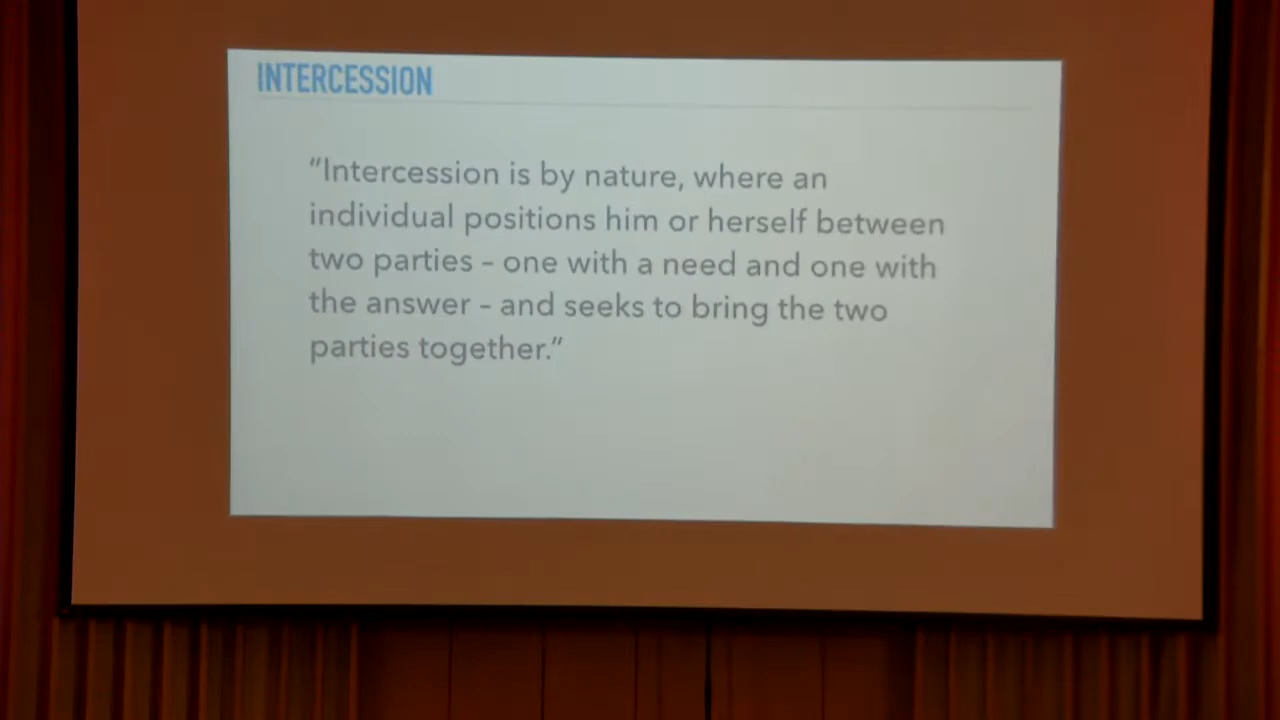 INTERCESSION
“Intercession is by nature, where an
individual positions him or herself between
two parties – one with a need and one with
the answer – and seeks to bring the two
parties together.”